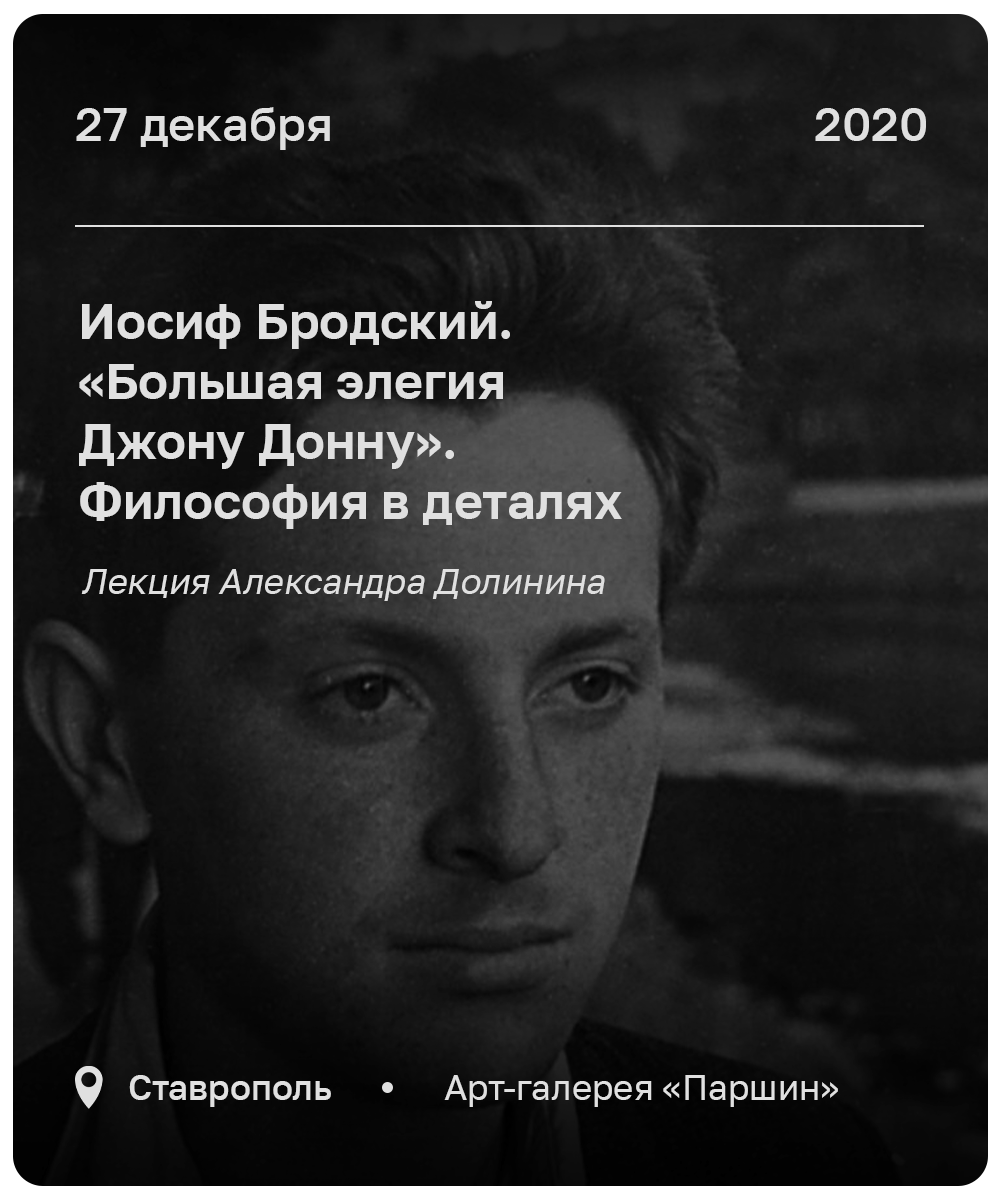 27 декабря 2020
Иосиф Бродский.
«Большая элегия
Джону Донну».
Философия в деталях
Лекция Александра Долинина
Ставрополь • Арт-галерея «Паршин»